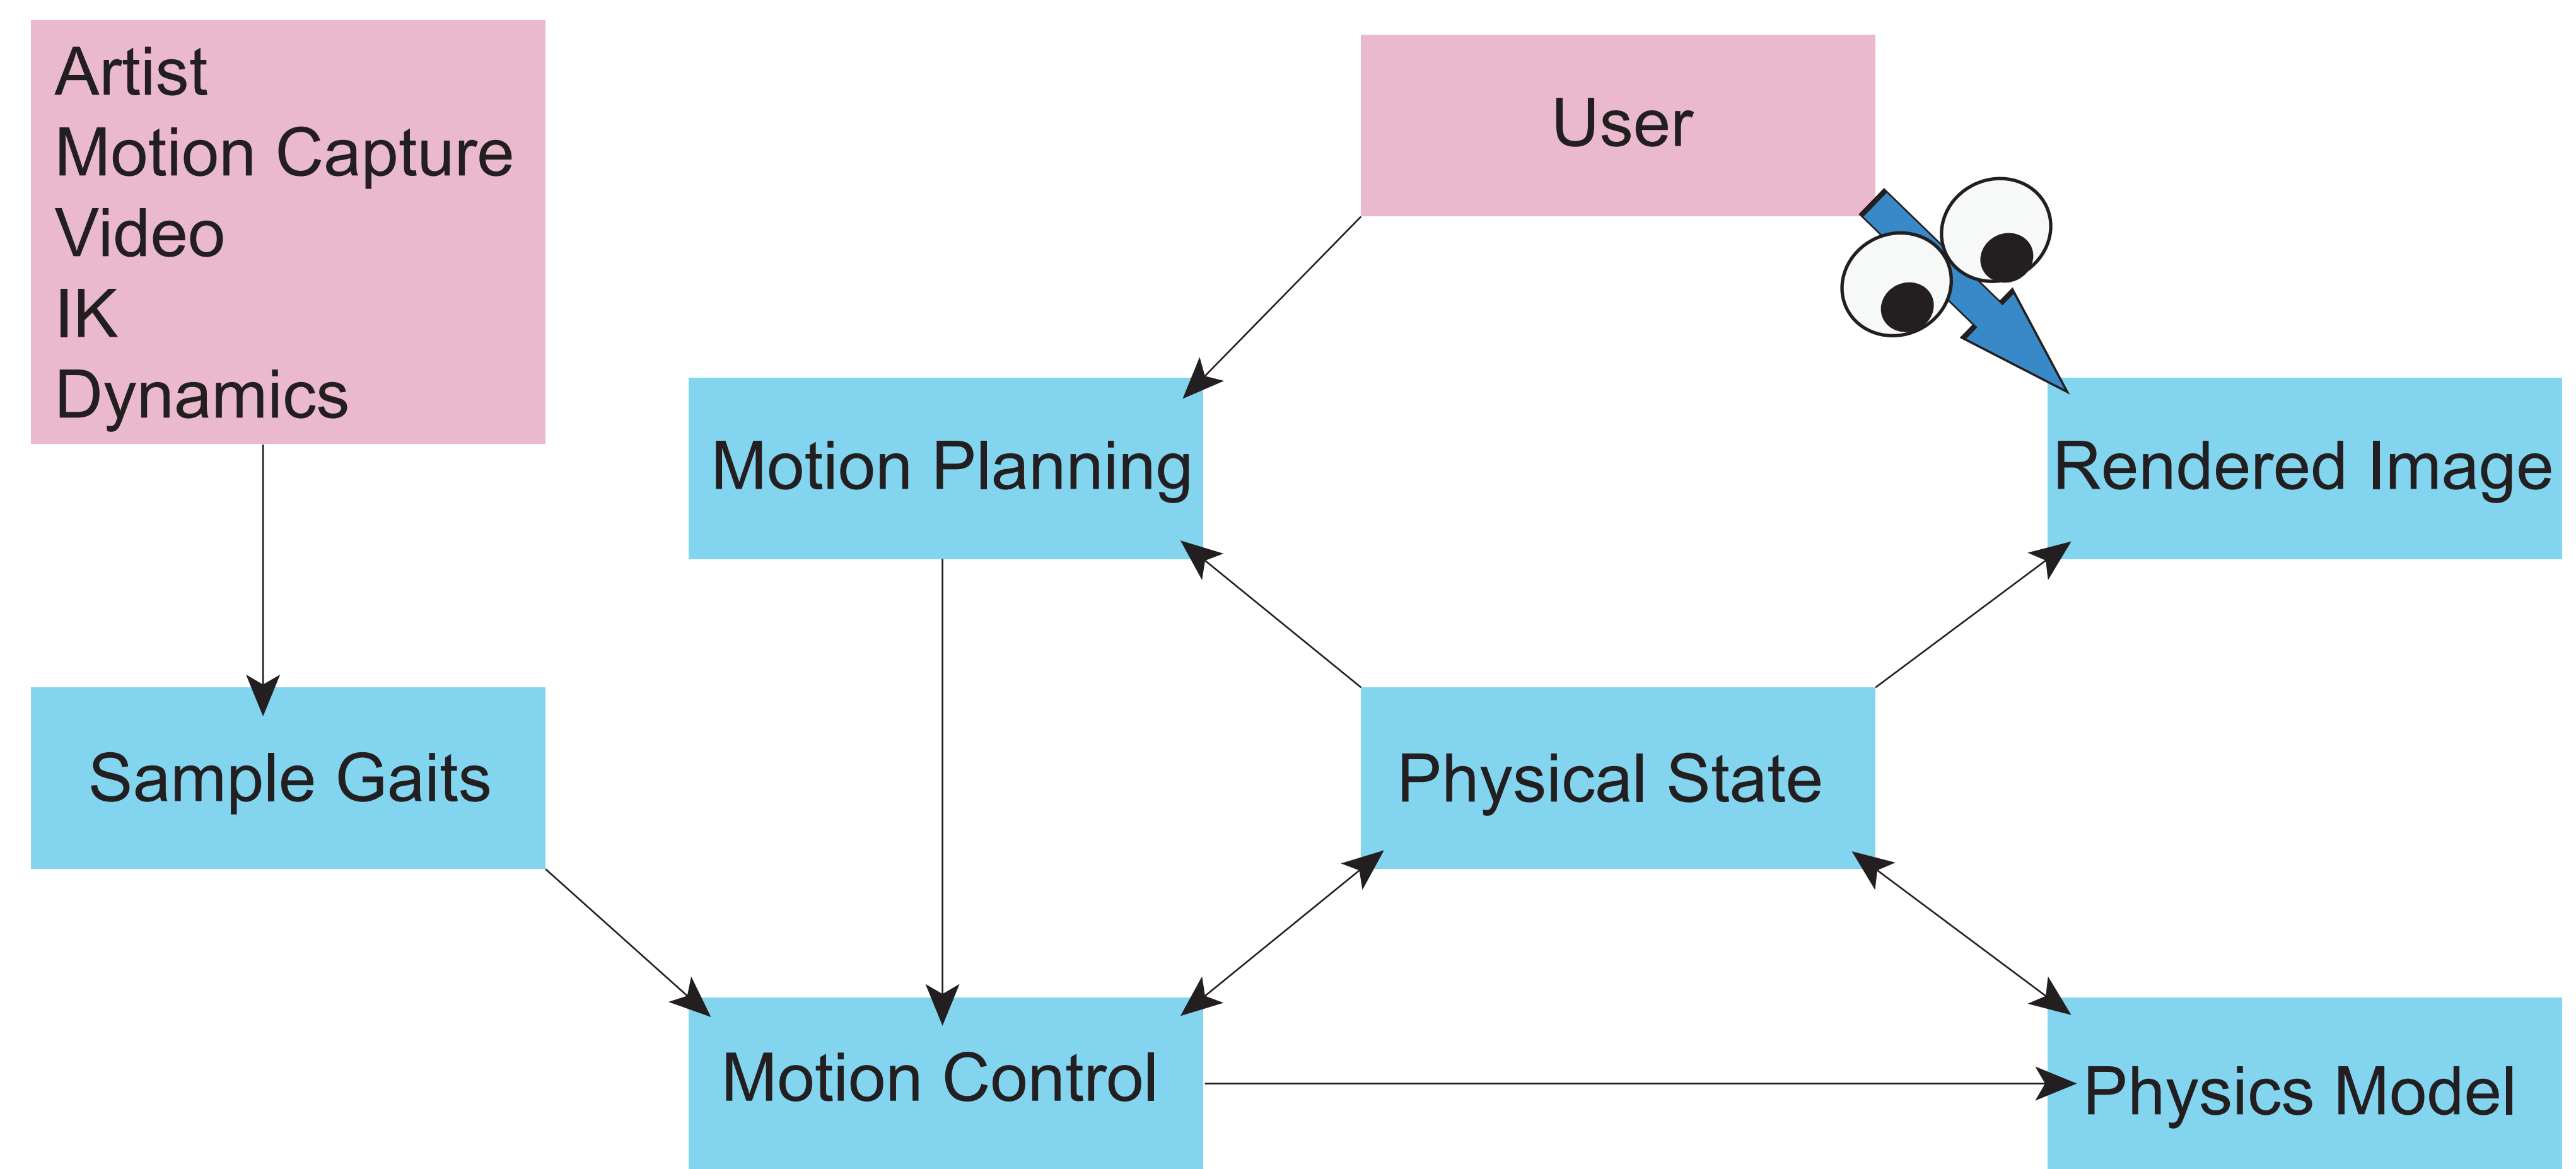 Artist
Motion Capture
Video
IK
Dynamics
User
Motion Planning
Rendered Image
Sample Gaits
Physical State
Motion Control
Physics Model